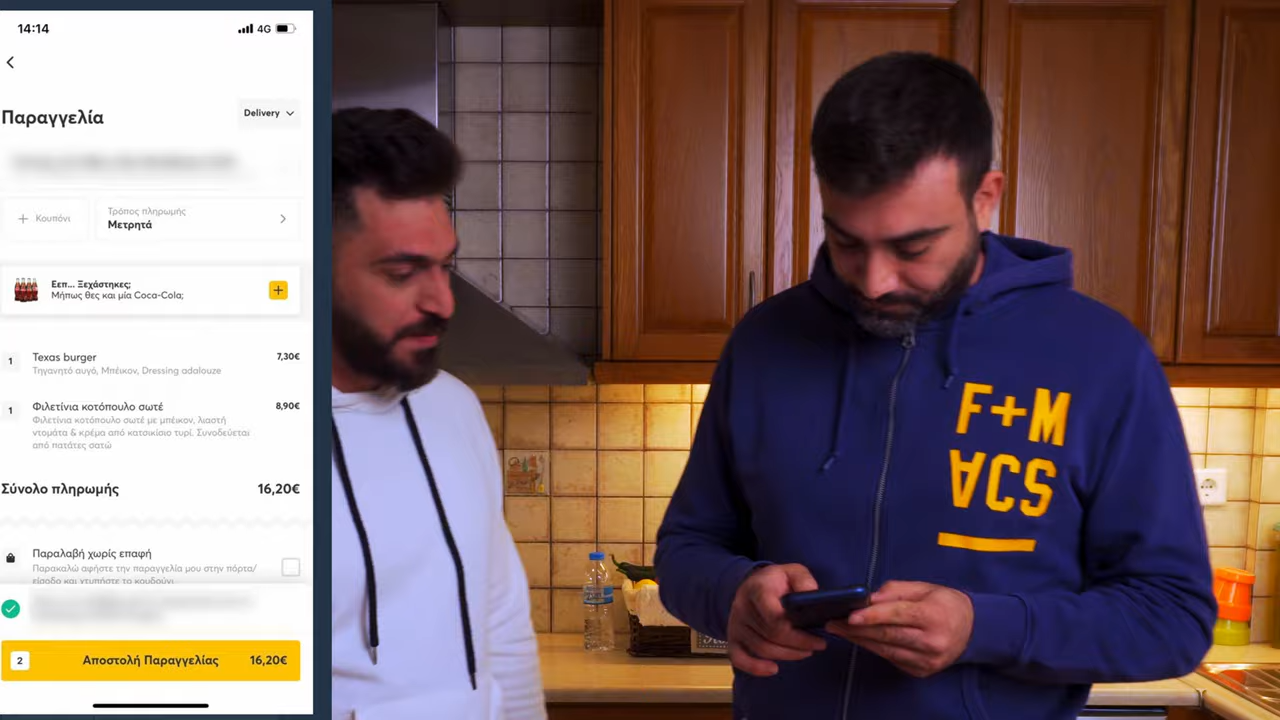 14:14
4G
Παραγγελία
Delivery
Κουπόνι
Τρόπος πληρωμής
Μετρητά
Εεπ... Ξεχάστηκες;
Μήπως θες και μία Coca-Cola;
1
Texas burger
7,30€
Τηγανητό αυγό, Μπέικον, Dressing adalouze
1
Φιλετίνια κοτόπουλο σωτέ
8,90€
Φιλετίνια κοτόπουλο σωτέ με μπέικον, λιαστή
ντομάτα & κρέμα από κατσικίσιο τυρί. Συνοδεύεται
από πατάτες σατώ
Σύνολο πληρωμής
16,20€
Παραλαβή χωρίς επαφή
Παρακαλώ αφήστε την παραγγελία μου στην πόρτα/
είσοδο και χτυπήστε το κουδούνι
2
Αποστολή Παραγγελίας
16,20€
F+M
∀CS